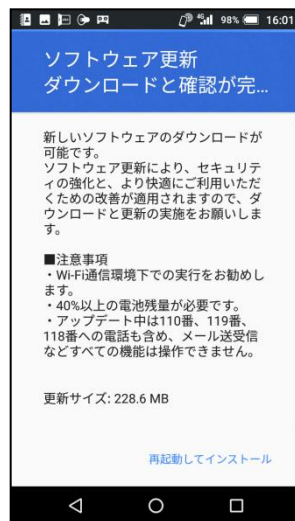 98% 16:01
ソフトウェア更新
ダウンロードと確認が完...
新しいソフトウェアのダウンロードが
可能です。
ソフトウェア更新により、セキュリテ
ィの強化と、より快適にご利用いただ
くための改善が適用されますので、ダ
ウンロードと更新の実施をお願いしま
す。
■注意事項
・Wi-Fi通信環境下での実行をお勧めし
ます。
・40%以上の電池残量が必要です。
・アップデート中は110番、119番、
118番への電話も含め、メール送受信
などすべての機能は操作できません。
更新サイズ: 228.6 MB
再起動してインストール